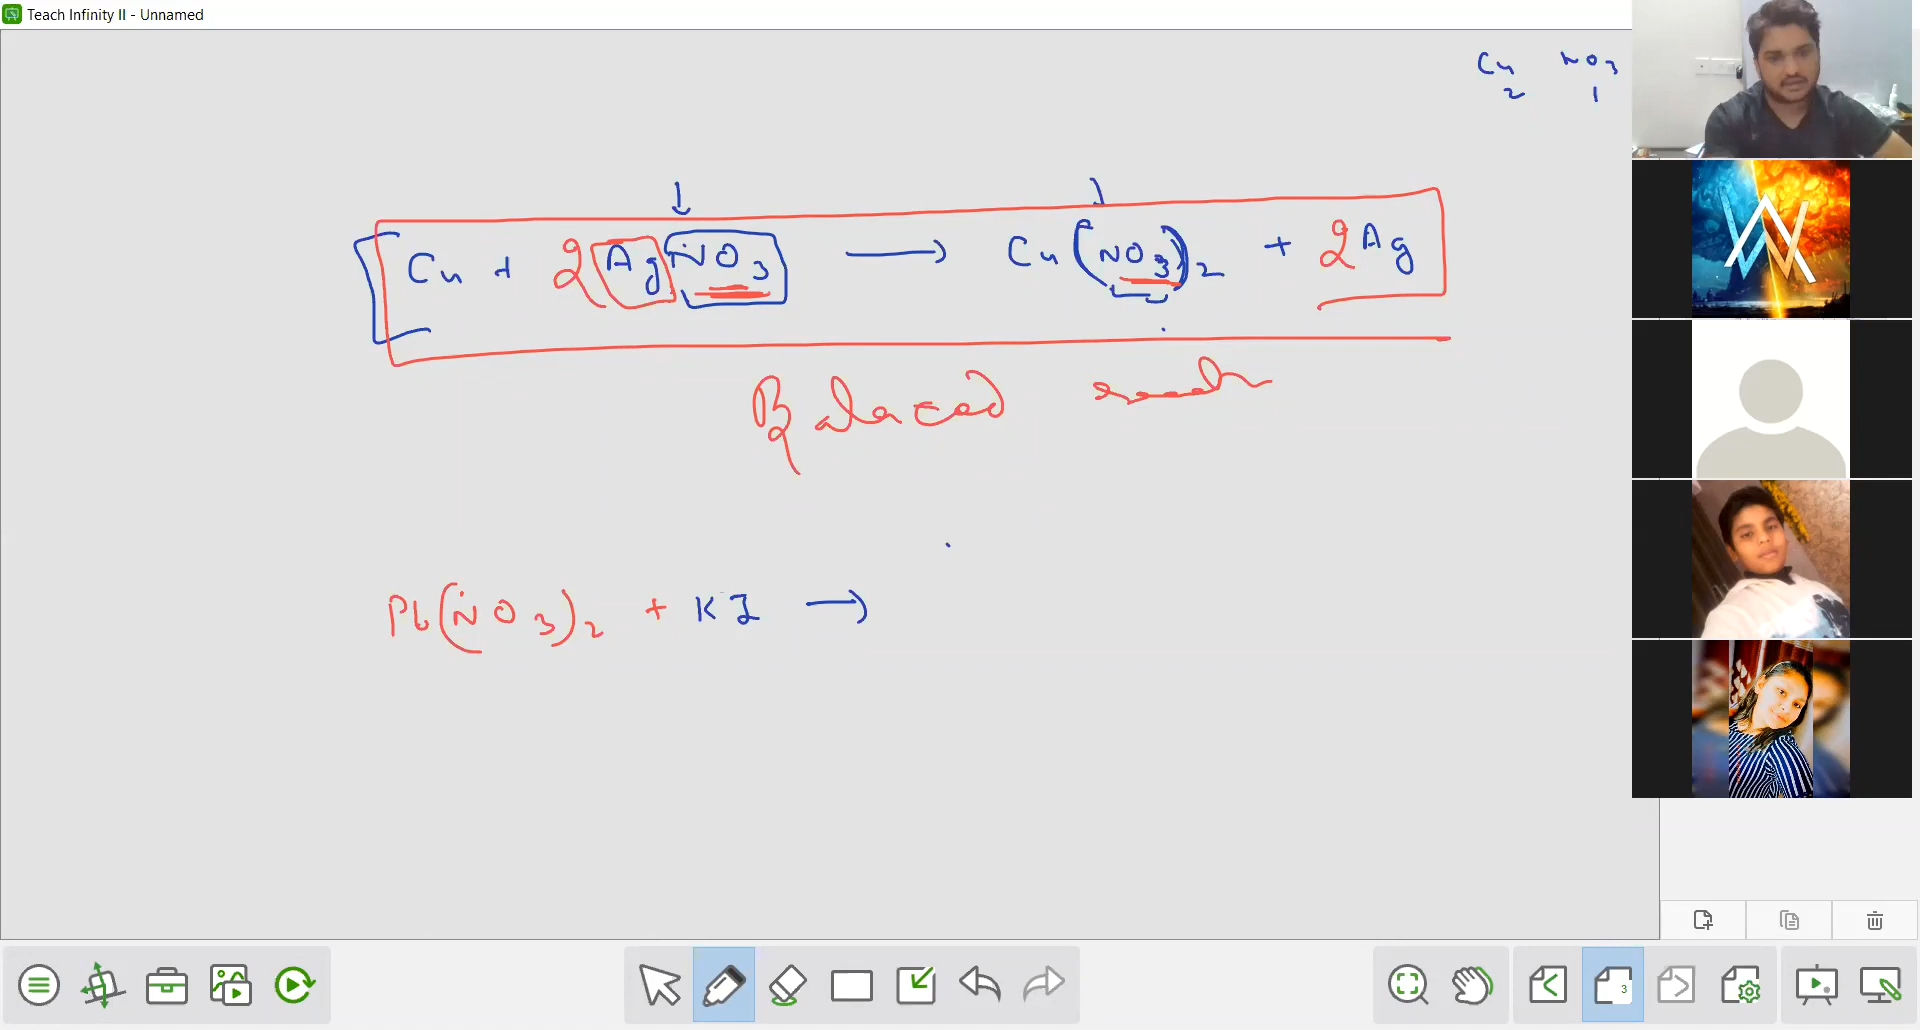 Teach Infinity II - Unnamed
Cu NO3
2 1
Cu + 2AgNO3 → Cu(NO3)2 + 2Ag
Balanced
Pb(NO3)2 + KI →
3